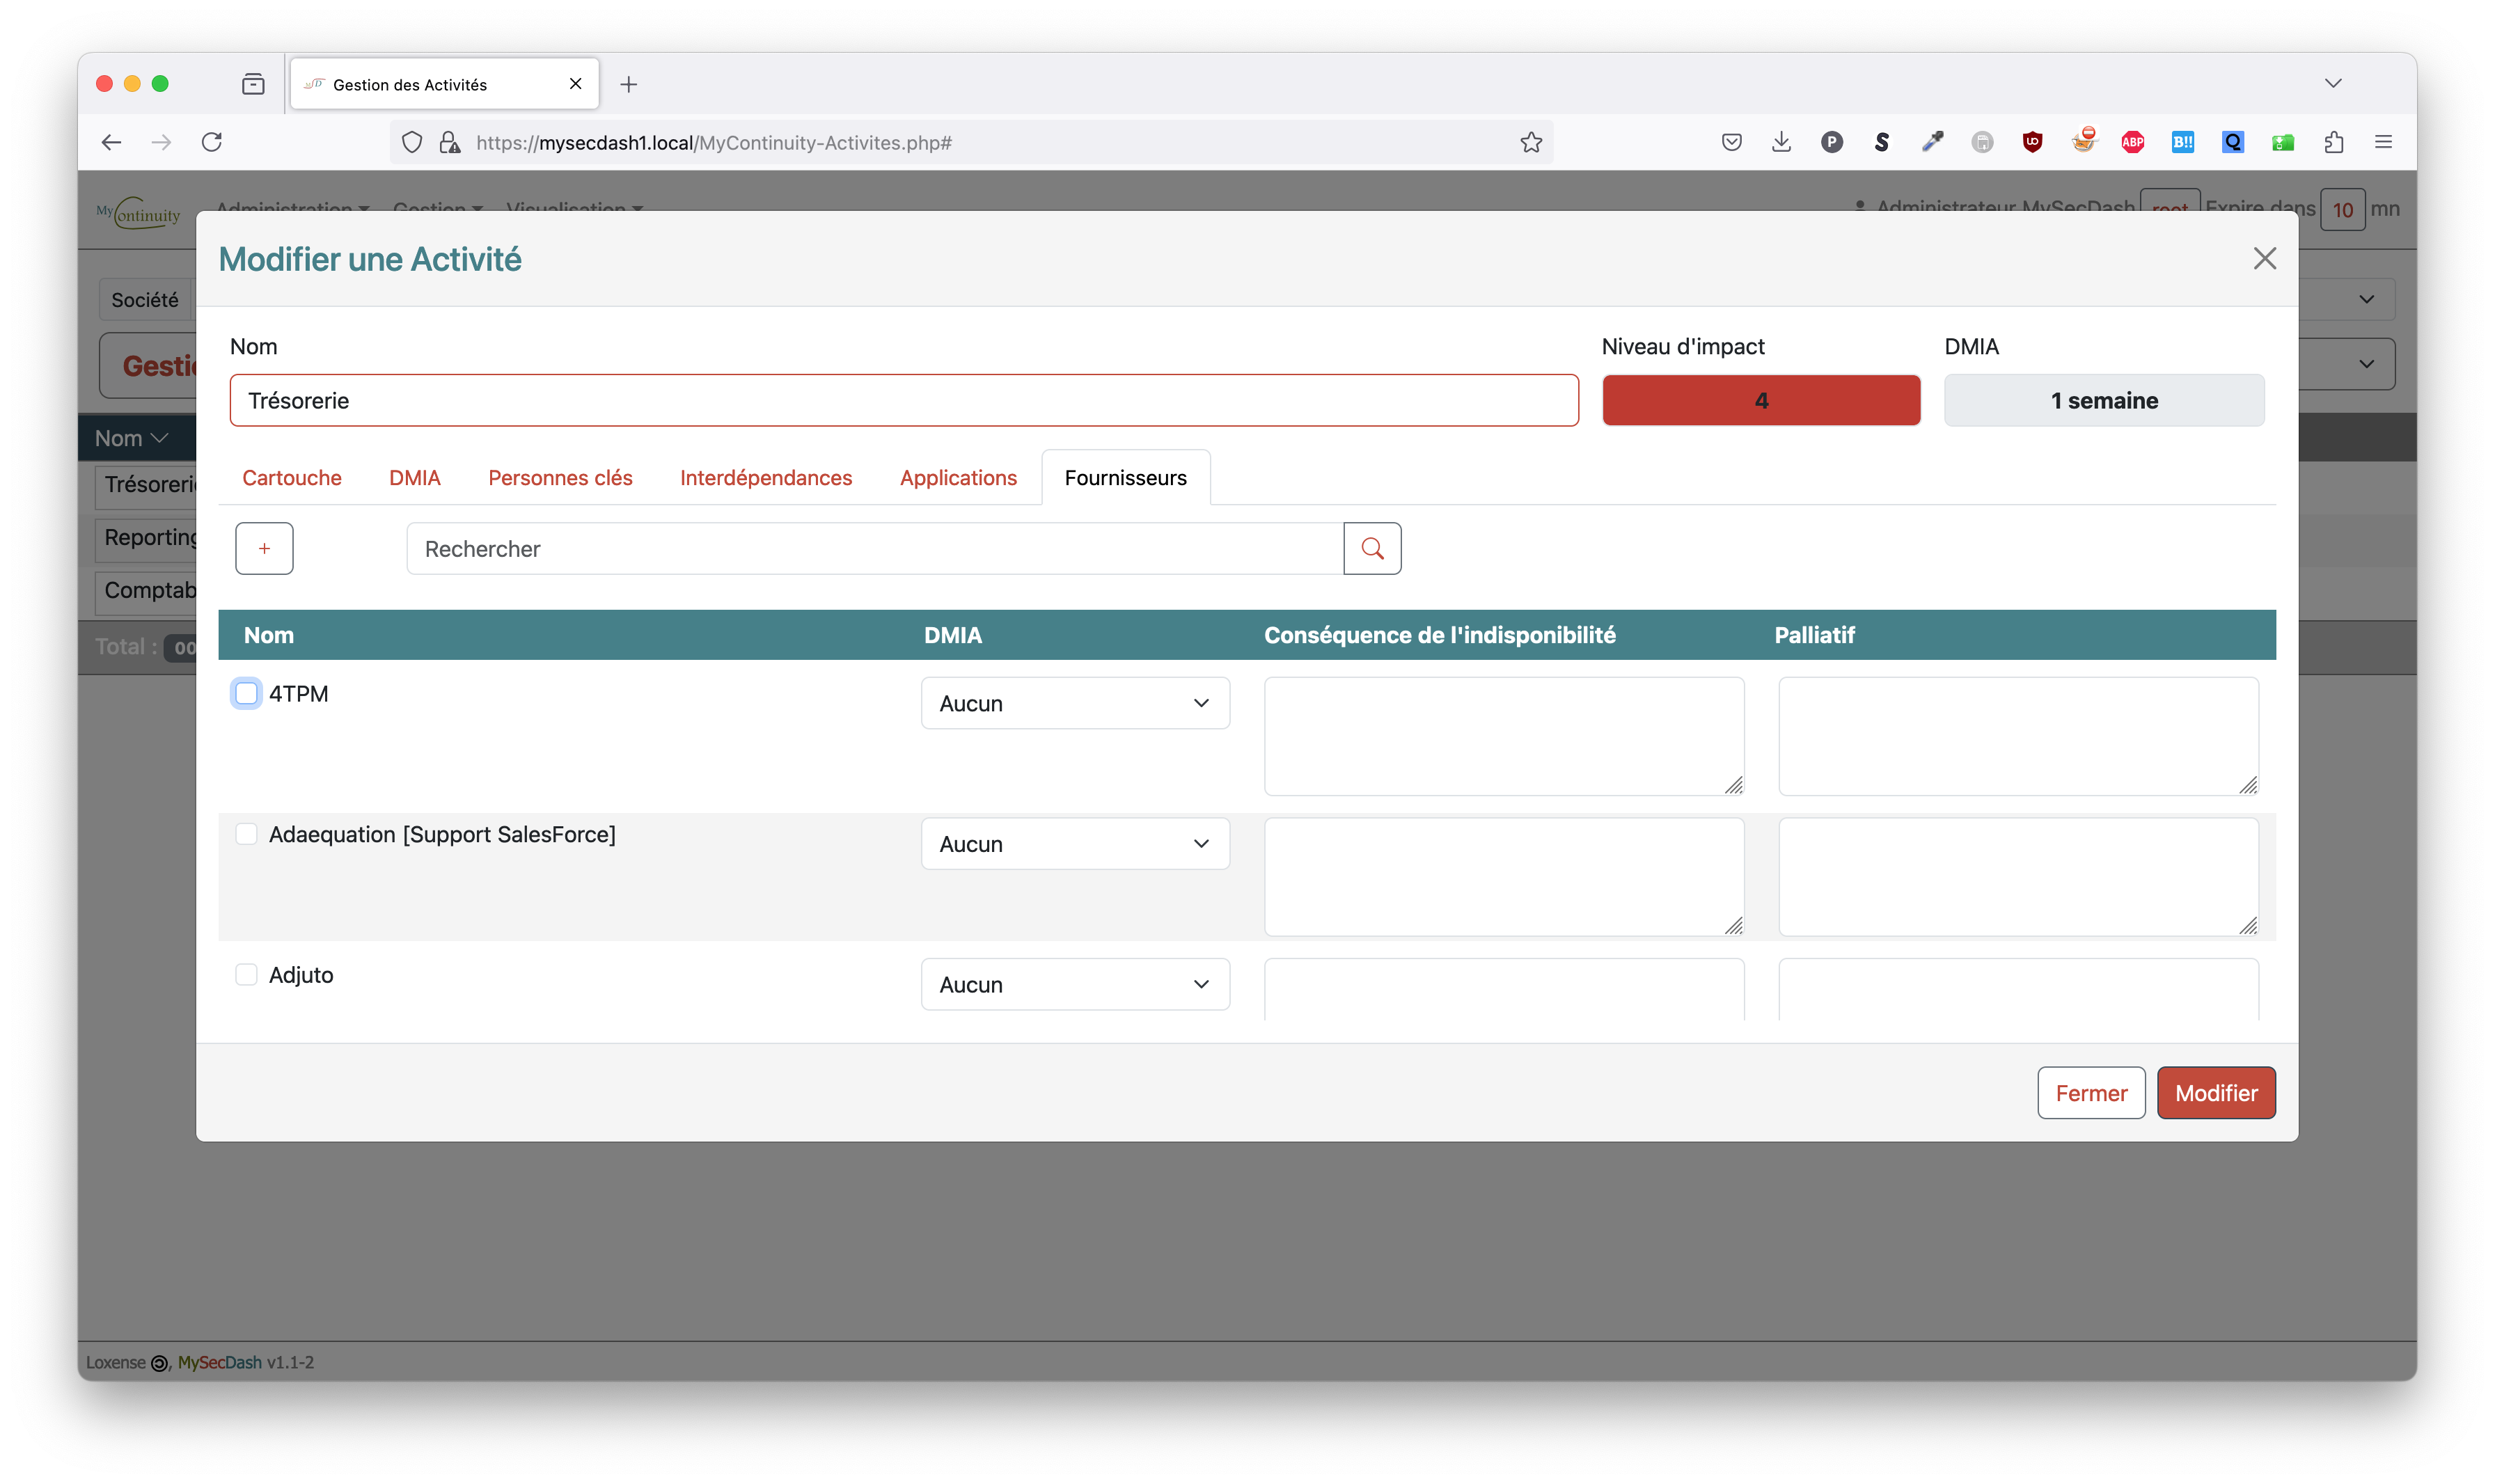 Gestion des Activités
https://mysecdash1.local/MyContinuity-Activites.php#
MyContinuity Administration Gestion Visualisation Administrateur MySecDash root Expire dans 10 mn
Modifier une Activité
Société
Nom Niveau d'impact DMIA
Gesti
Trésorerie 4 1 semaine
Nom
Cartouche DMIA Personnes clés Interdépendances Applications Fournisseurs
Trésorerie
Reporting
+ Rechercher
Comptab
Total : 00
Nom DMIA Conséquence de l'indisponibilité Palliatif
4TPM Aucun
Adaequation [Support SalesForce] Aucun
Adjuto Aucun
Fermer Modifier
Loxense , MySecDash v1.1-2